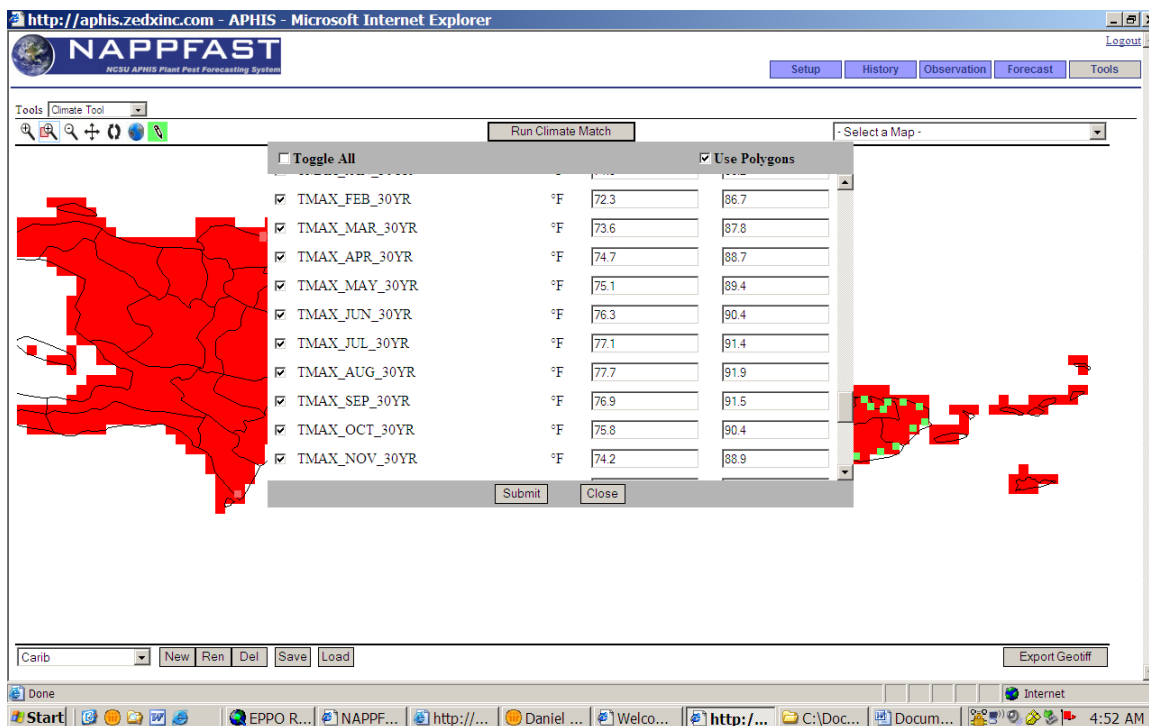 http://aphis.zedxinc.com - APHIS - Microsoft Internet Explorer
NAPPFAST
NCSU APHIS Plant Pest Forecasting System
Logout
Setup History Observation Forecast Tools
Tools Climate Tool
Run Climate Match - Select a Map -
Toggle All Use Polygons
TMAX_FEB_30YR °F 72.3 86.7
TMAX_MAR_30YR °F 73.6 87.8
TMAX_APR_30YR °F 74.7 88.7
TMAX_MAY_30YR °F 75.1 89.4
TMAX_JUN_30YR °F 76.3 90.4
TMAX_JUL_30YR °F 77.1 91.4
TMAX_AUG_30YR °F 77.7 91.9
TMAX_SEP_30YR °F 76.9 91.5
TMAX_OCT_30YR °F 75.8 90.4
TMAX_NOV_30YR °F 74.2 88.9
Submit Close
Carib New Ren Del Save Load Export Geotiff
Done Internet
Start EPPO R... NAPPF... http://... Daniel ... Welco... http:/... C:\Doc... Docum... 4:52 AM